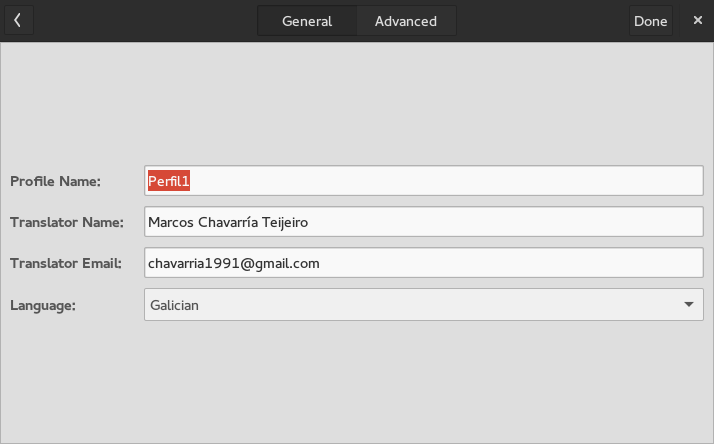 General Advanced Done
Profile Name: Perfil1
Translator Name: Marcos Chavarría Teijeiro
Translator Email: chavarria1991@gmail.com
Language: Galician